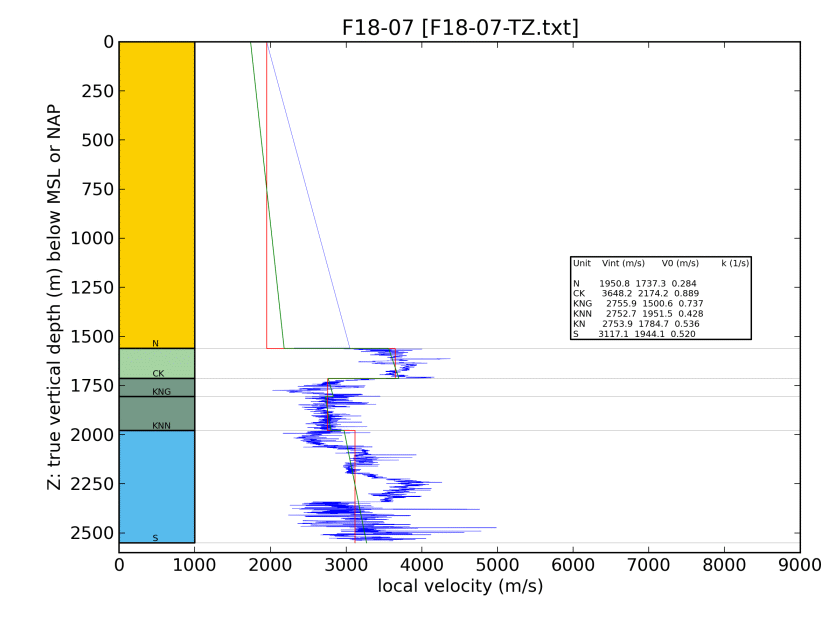 F18-07 [F18-07-TZ.txt]
Z: true vertical depth (m) below MSL or NAP
0
250
500
750
1000
1250
1500
1750
2000
2250
2500
N
CK
KNG
KNN
S
Unit Vint (m/s) V0 (m/s) k (1/s)
N 1950.8 1737.3 0.284
CK 3648.2 2174.2 0.889
KNG 2755.9 1500.6 0.737
KNN 2752.7 1951.5 0.428
KN 2753.9 1784.7 0.536
S 3117.1 1944.1 0.520
0 1000 2000 3000 4000 5000 6000 7000 8000 9000
local velocity (m/s)